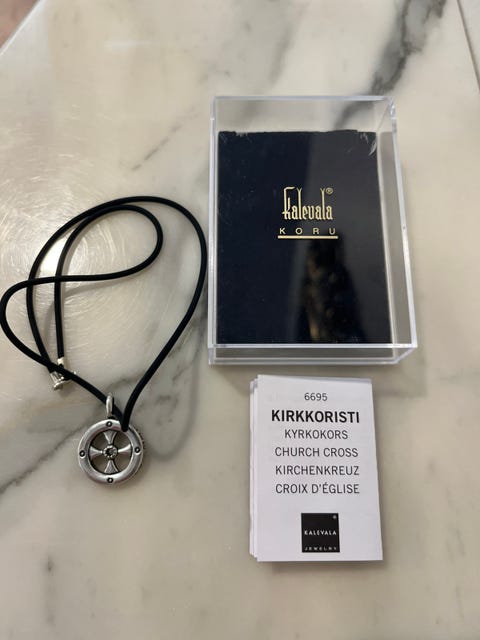 Kalevala®
KORU
6695
KIRKKORISTI
KYRKOKORS
CHURCH CROSS
KIRCHENKREUZ
CROIX D'ÉGLISE
KALEVALA®
JEWELRY